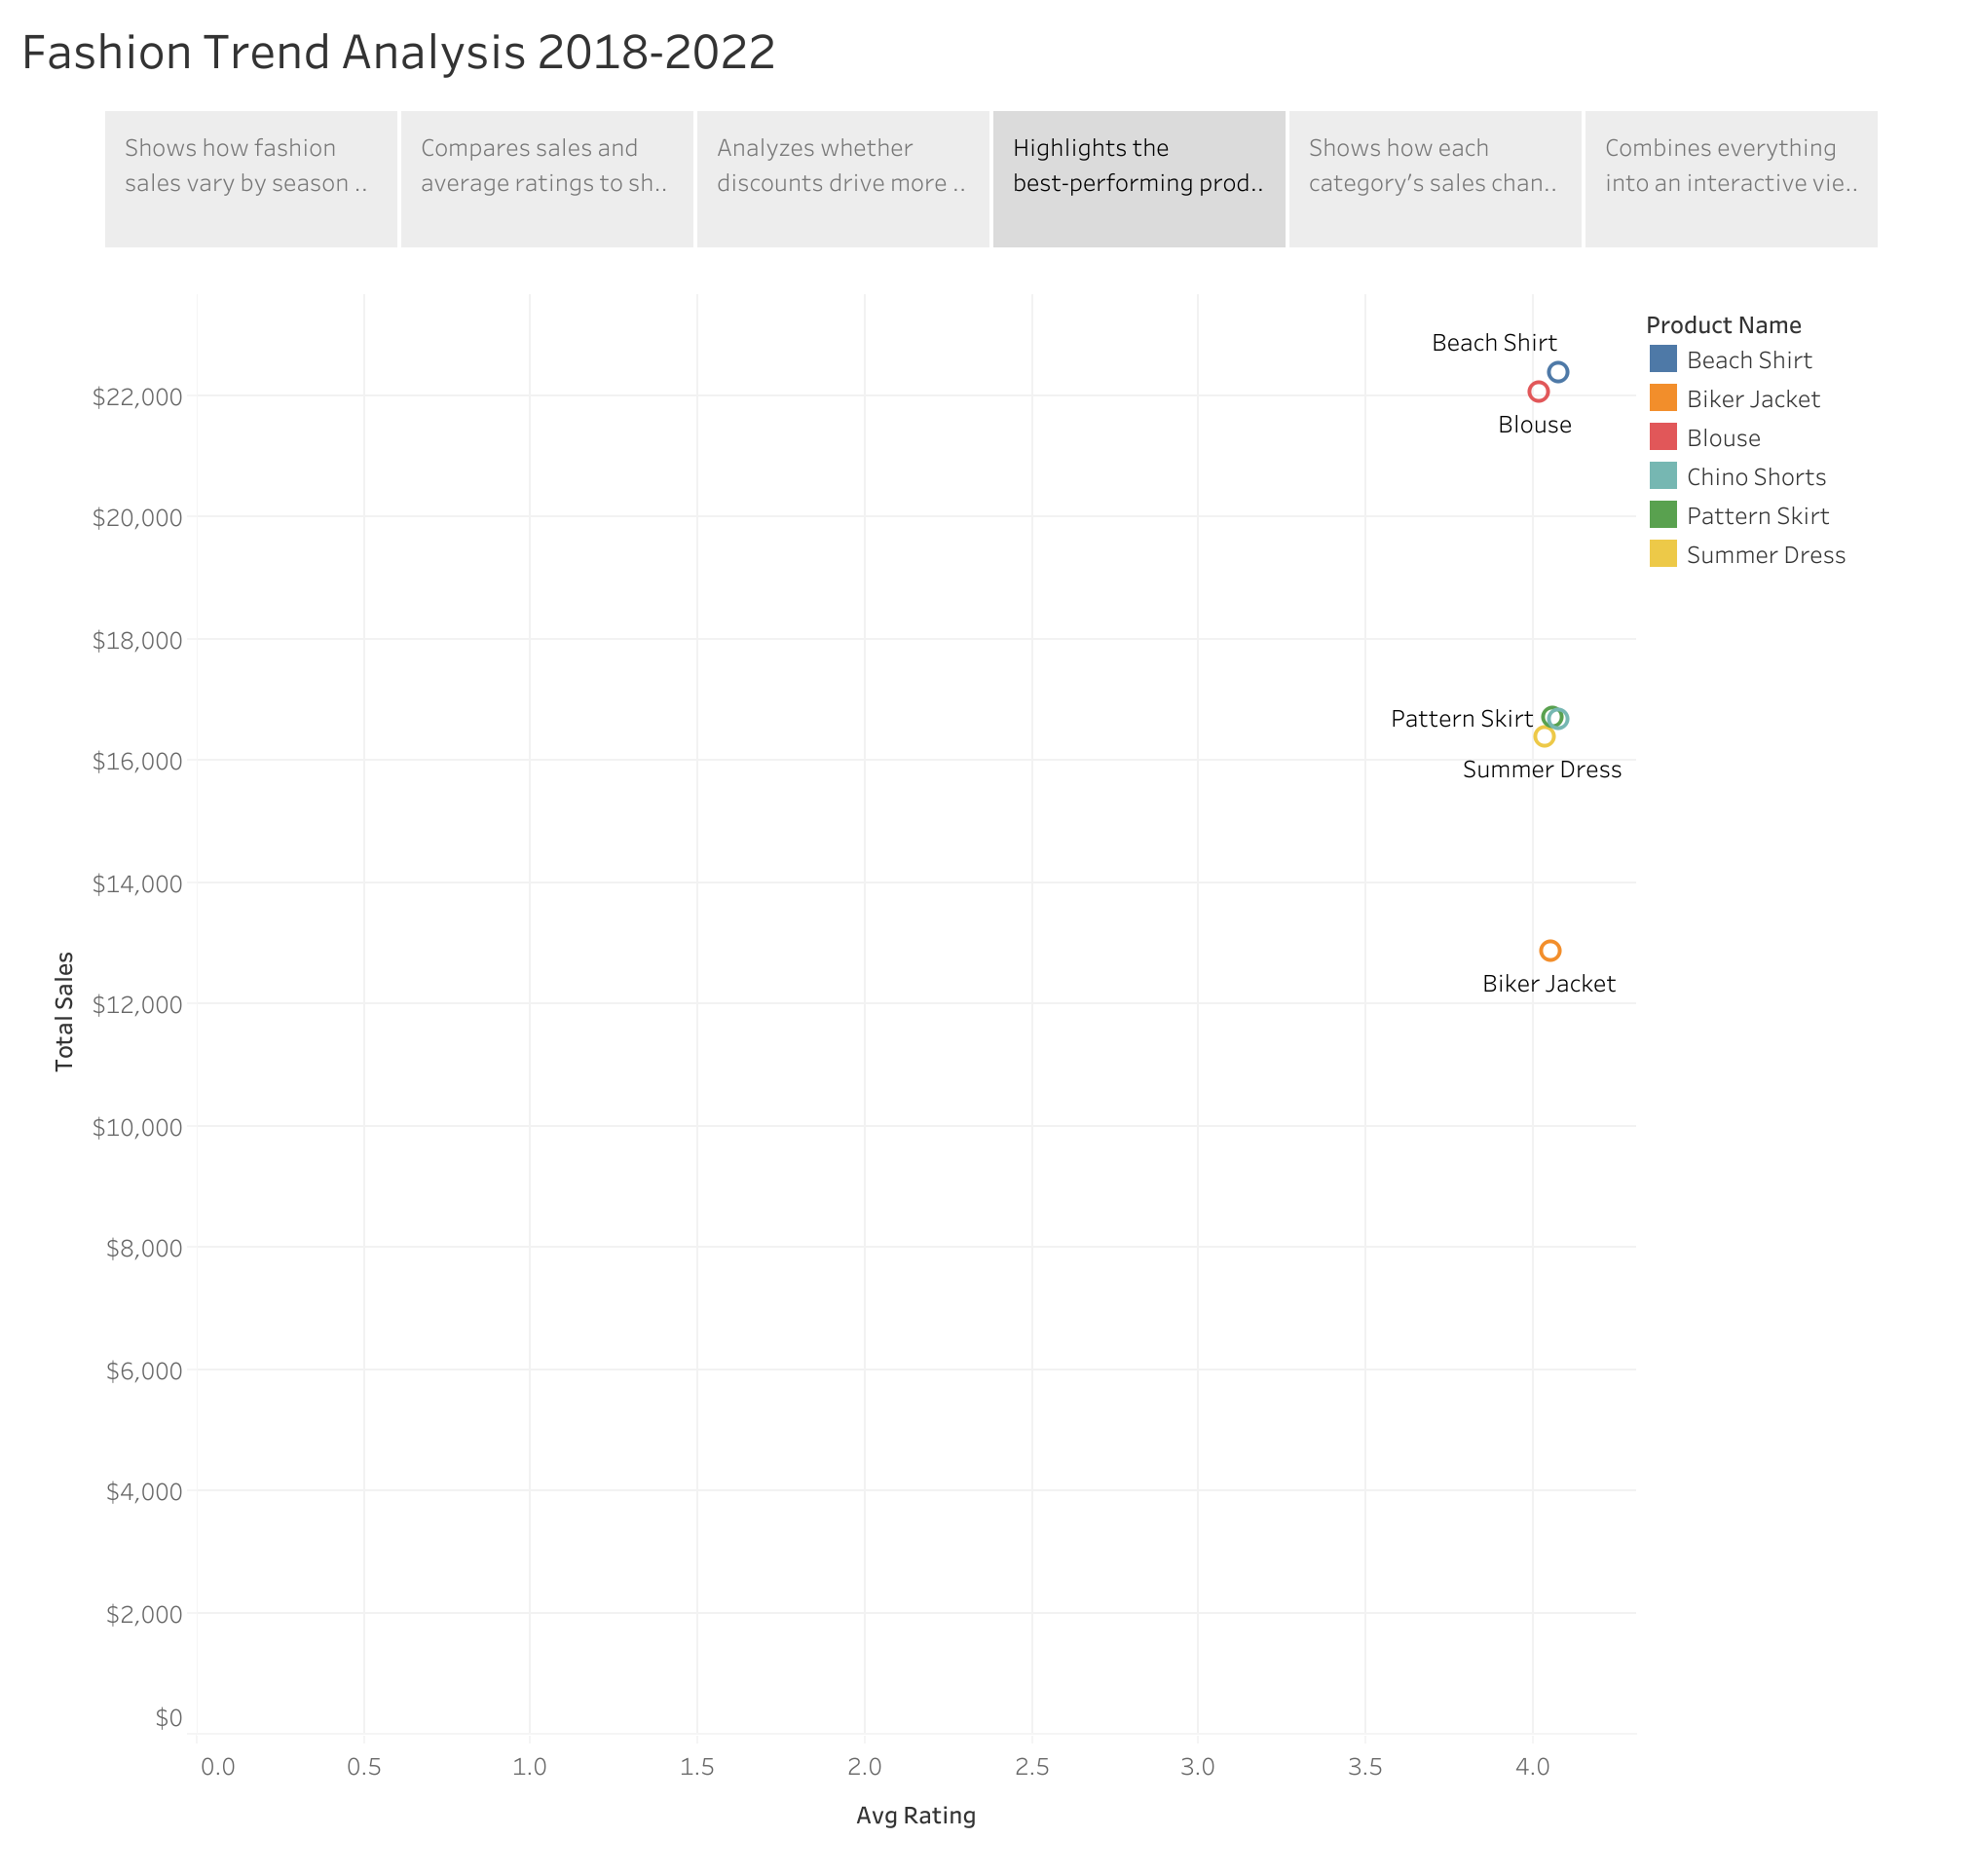 Fashion Trend Analysis 2018-2022
Shows how fashion
sales vary by season ..
Compares sales and
average ratings to sh..
Analyzes whether
discounts drive more ..
Highlights the
best-performing prod..
Shows how each
category's sales chan..
Combines everything
into an interactive vie..
Product Name
Beach Shirt
Biker Jacket
Blouse
Chino Shorts
Pattern Skirt
Summer Dress
Beach Shirt
Blouse
Pattern Skirt
Summer Dress
Biker Jacket
Total Sales
$22,000
$20,000
$18,000
$16,000
$14,000
$12,000
$10,000
$8,000
$6,000
$4,000
$2,000
$0
0.0 0.5 1.0 1.5 2.0 2.5 3.0 3.5 4.0
Avg Rating